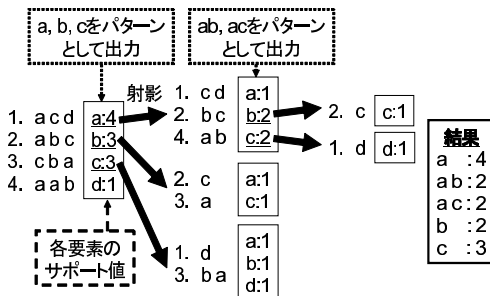 a, b, cをパターン
として出力
ab, acをパターン
として出力
射影
1. a c d
2. a b c
3. c b a
4. a a b
a:4
b:3
c:3
d:1
1. c d
2. b c
4. a b
a:1
b:2
c:2
2. c
c:1
1. d
d:1
2. c
3. a
a:1
c:1
1. d
3. b a
a:1
b:1
d:1
各要素の
サポート値
結果
a :4
a b :2
a c :2
b :2
c :3